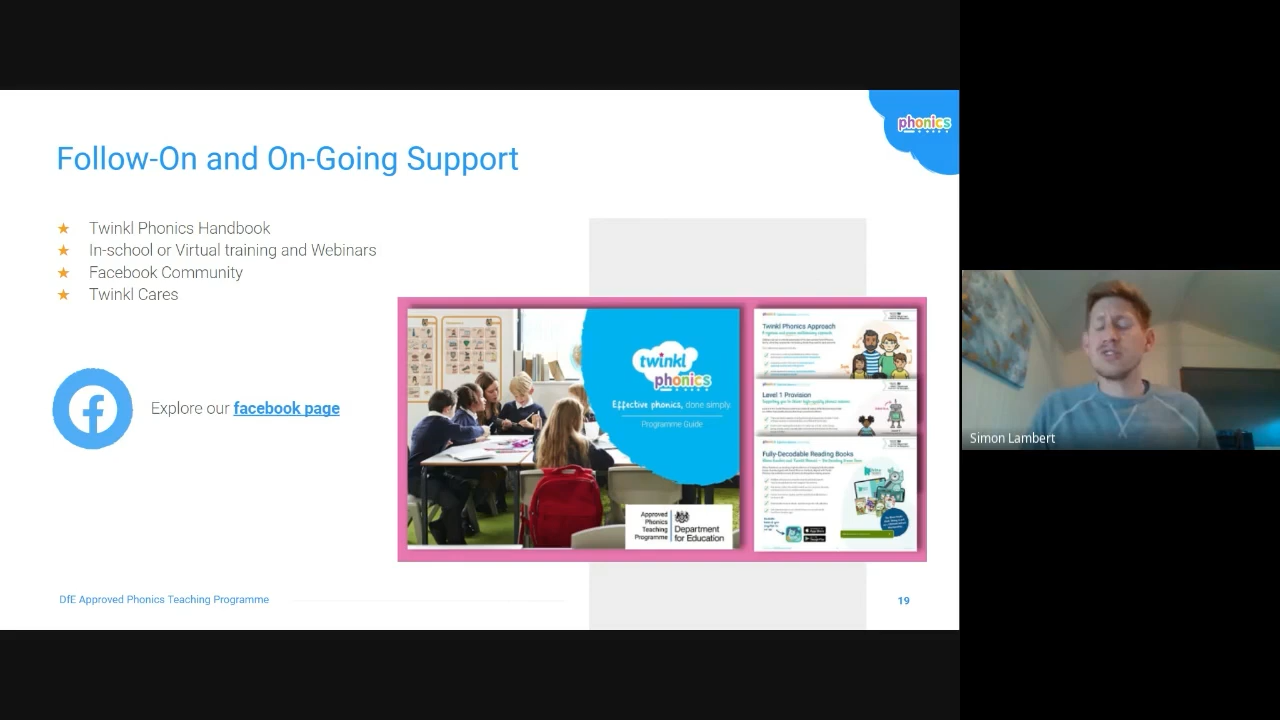 phonics
Follow-On and On-Going Support
★ Twinkl Phonics Handbook
★ In-school or Virtual training and Webinars
★ Facebook Community
★ Twinkl Cares
Explore our facebook page
twinkl
phonics
Effective phonics, done simply.
Programme Guide
Approved
Phonics
Teaching
Programme
Department
for Education
Twinkl Phonics Approach
Level 1 Provision
Fully-Decodable Reading Books
DfE Approved Phonics Teaching Programme
19
Simon Lambert